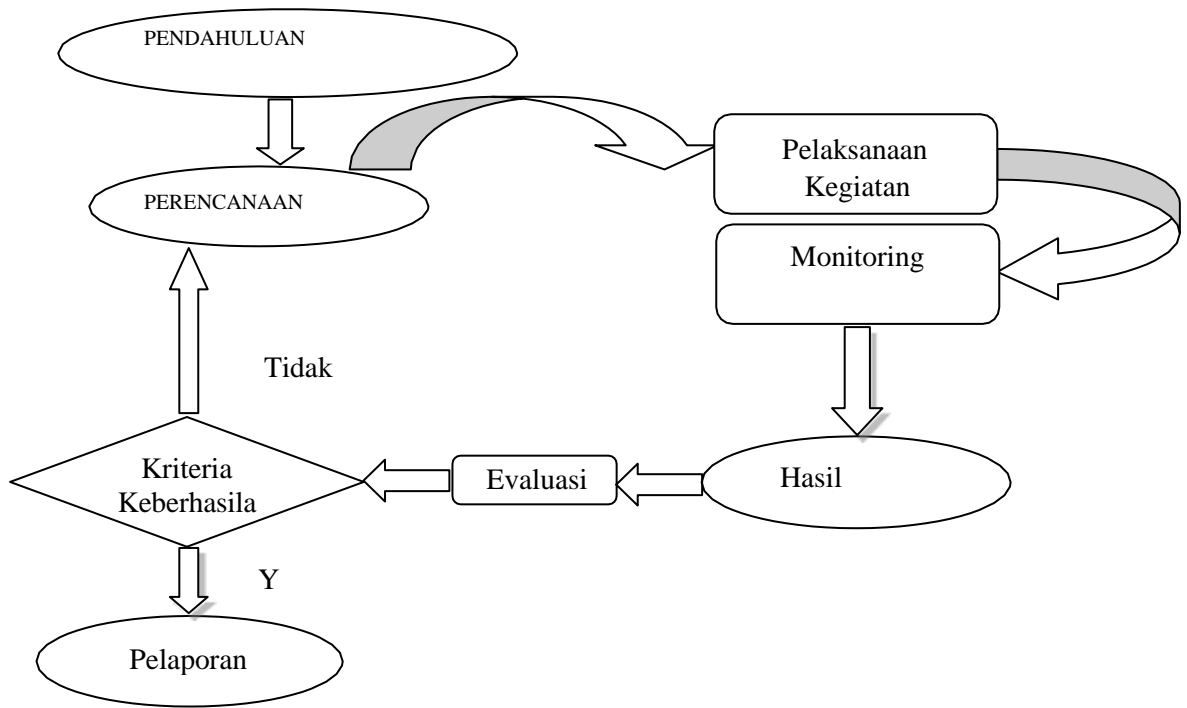 PENDAHULUAN
PERENCANAAN
Pelaksanaan
Kegiatan
Monitoring
Tidak
Kriteria
Keberhasila
Evaluasi
Hasil
Y
Pelaporan